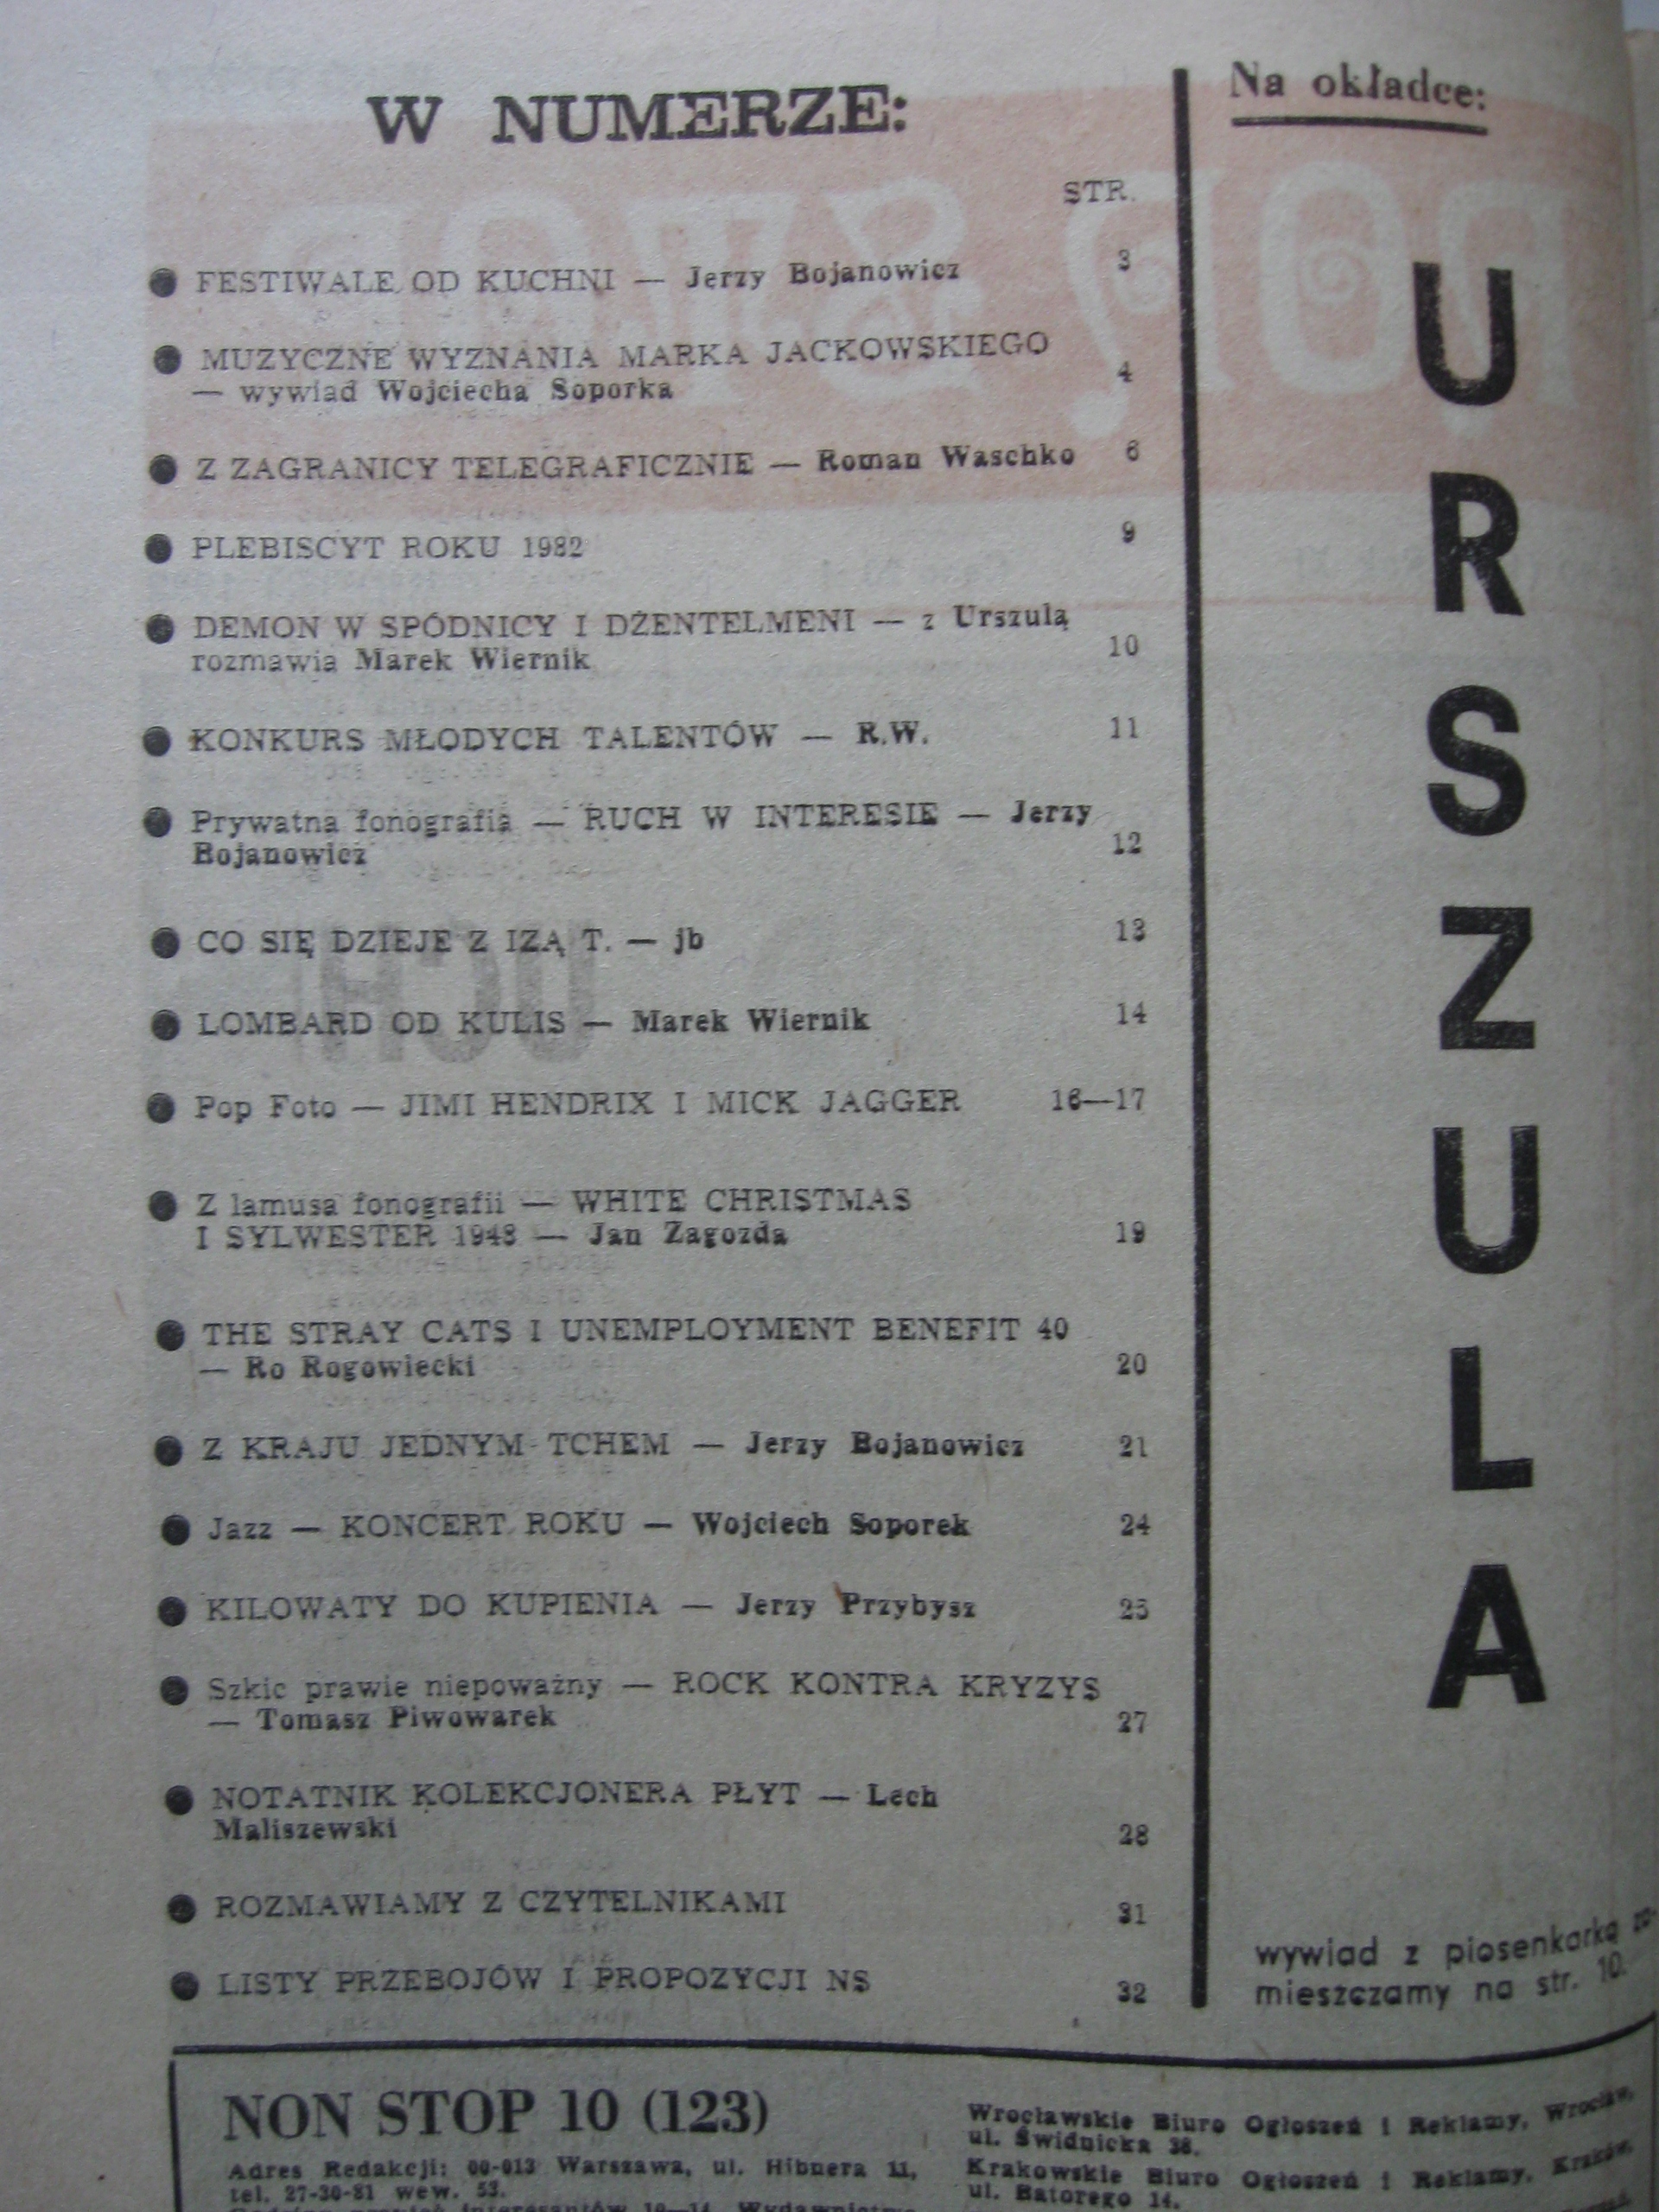 W NUMERZE:
STR.
● FESTIWALE OD KUCHNI — Jerzy Bojanowicz 3
● MUZYCZNE WYZNANIA MARKA JACKOWSKIEGO
— wywiad Wojciecha Soporka 4
● Z ZAGRANICY TELEGRAFICZNIE — Roman Waschko 6
● PLEBISCYT ROKU 1982 9
● DEMON W SPÓDNICY I DŻENTELMENI — z Urszulą
rozmawia Marek Wiernik 10
● KONKURS MŁODYCH TALENTÓW — R.W. 11
● Prywatna fonografia — RUCH W INTERESIE — Jerzy
Bojanowicz 12
● CO SIĘ DZIEJE Z IZĄ T. — jb 13
● LOMBARD OD KULIS — Marek Wiernik 14
● Pop Foto — JIMI HENDRIX I MICK JAGGER 16—17
● Z lamusa fonografii — WHITE CHRISTMAS
I SYLWESTER 1948 — Jan Zagozda 19
● THE STRAY CATS I UNEMPLOYMENT BENEFIT 40
— Ro Rogowiecki 20
● Z KRAJU JEDNYM TCHEM — Jerzy Bojanowicz 21
● Jazz — KONCERT ROKU — Wojciech Soporek 24
● KILOWATY DO KUPIENIA — Jerzy Przybysz 25
● Szkic prawie niepoważny — ROCK KONTRA KRYZYS
— Tomasz Piwowarek 27
● NOTATNIK KOLEKCJONERA PŁYT — Lech
Maliszewski 28
● ROZMAWIAMY Z CZYTELNIKAMI 31
● LISTY PRZEBOJÓW I PROPOZYCJI NS 32
Na okładce:
U
R
S
Z
U
L
A
wywiad z piosenkarką za-
mieszczamy na str. 10.
NON STOP 10 (123)
Adres Redakcji: 00-013 Warszawa, ul. Hibnera 11,
tel. 27-30-81 wew. 53.
interesantów 10—14. Wydawnictwo
Wrocławskie Biuro Ogłoszeń i Reklamy, Wrocław,
ul. Świdnicka 38.
Krakowskie Biuro Ogłoszeń i Reklamy, Kraków,
ul. Batorego 14.